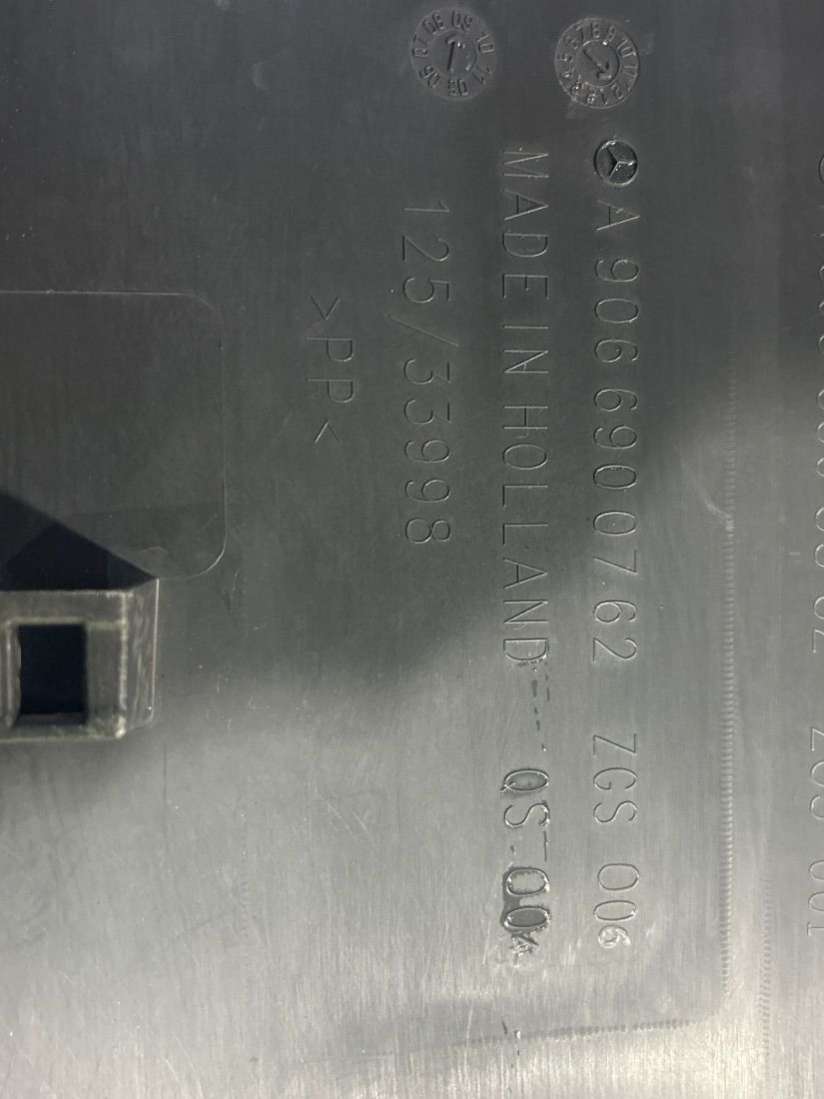 A 906 690 07 62 ZGS 006
MADE IN HOLLAND QS 00
125/33998
>PP<